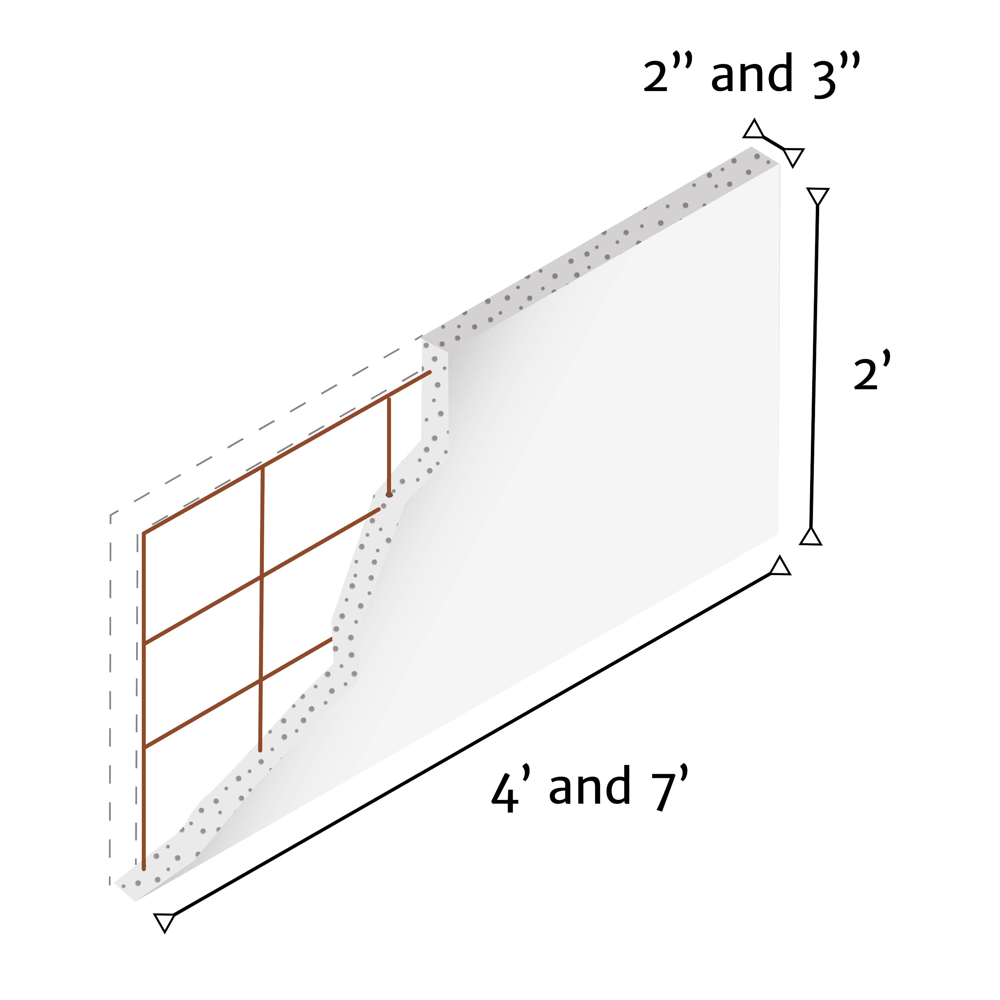 2” and 3”
2’
4’ and 7’